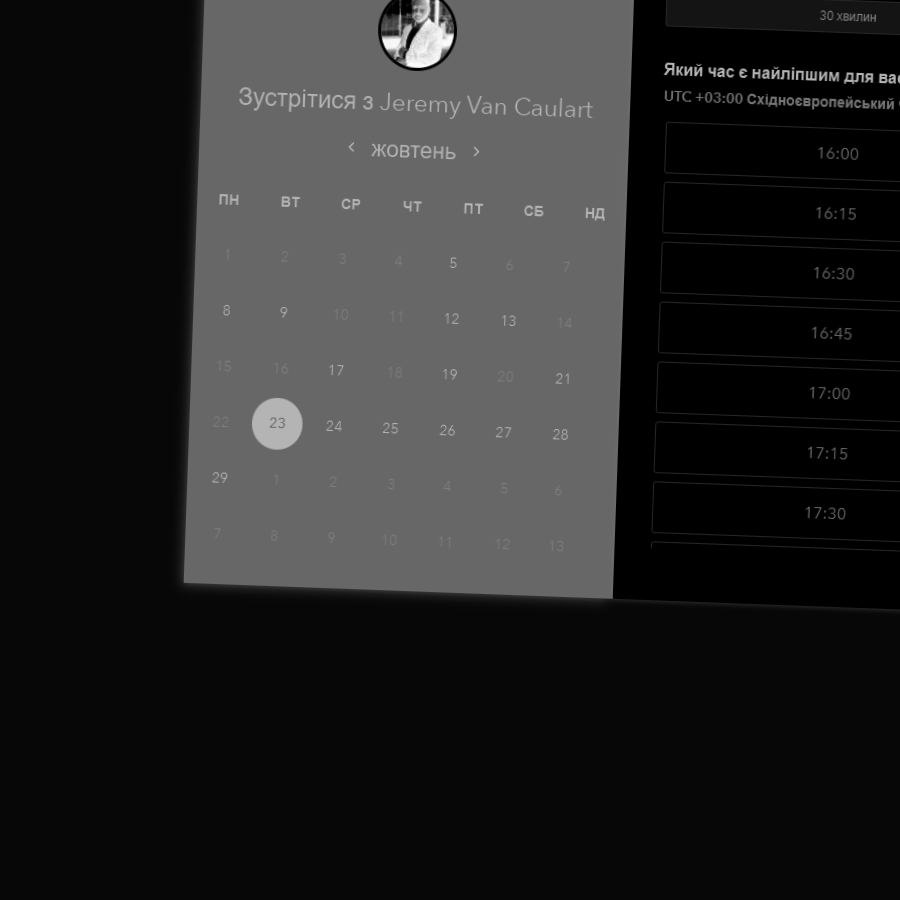 Зустрітися з Jeremy Van Caulart
жовтень
ПН ВТ СР ЧТ ПТ СБ НД
1 2 3 4 5 6 7
8 9 10 11 12 13 14
15 16 17 18 19 20 21
22 23 24 25 26 27 28
29 1 2 3 4 5 6
7 8 9 10 11 12 13
30 хвилин
Який час є найліпшим для вас
UTC +03:00 Східноєвропейський
16:00
16:15
16:30
16:45
17:00
17:15
17:30